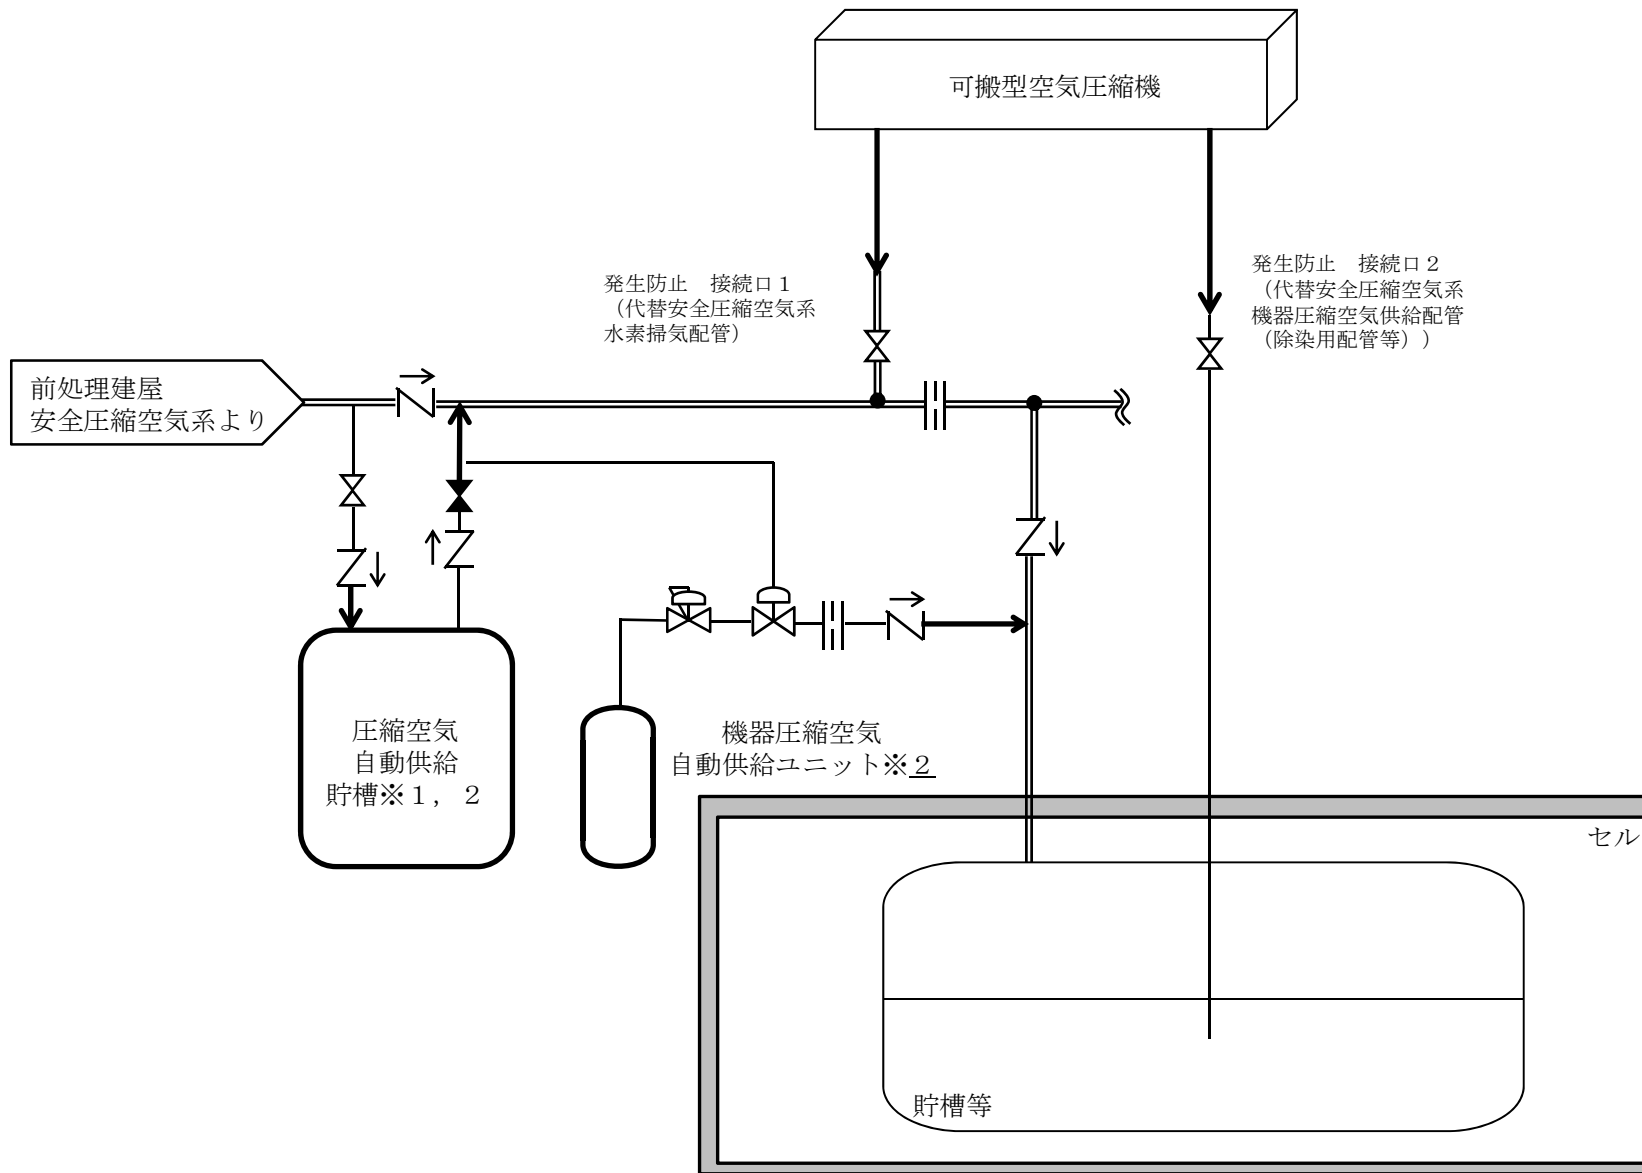 可搬型空気圧縮機
発生防止　接続口１
（代替安全圧縮空気系
水素掃気配管）
発生防止　接続口２
（代替安全圧縮空気系
機器圧縮空気供給配管
（除染用配管等））
前処理建屋
安全圧縮空気系より
圧縮空気
自動供給
貯槽※１，２
機器圧縮空気
自動供給ユニット※２
セル
貯槽等